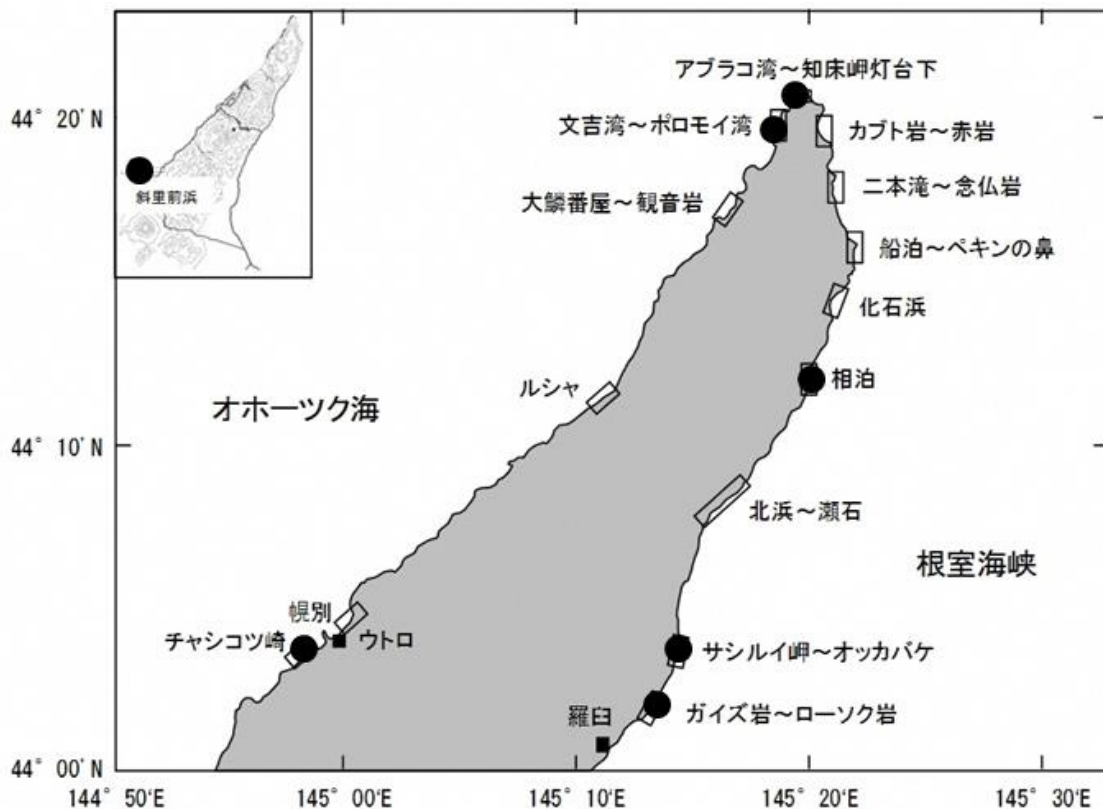 アブラコ湾～知床岬灯台下
44° 20' N
文吉湾～ポロモイ湾
カブト岩～赤岩
斜里前浜
大鱗番屋～観音岩
二本滝～念仏岩
船泊～ペキンの鼻
化石浜
ルシャ
相泊
オホーツク海
44° 10' N
北浜～瀬石
根室海峡
幌別
チャシコツ崎
ウトロ
サシルイ岬～オッカバケ
羅臼
ガイズ岩～ローソク岩
44° 00' N
144° 50' E
145° 00' E
145° 10' E
145° 20' E
145° 30' E